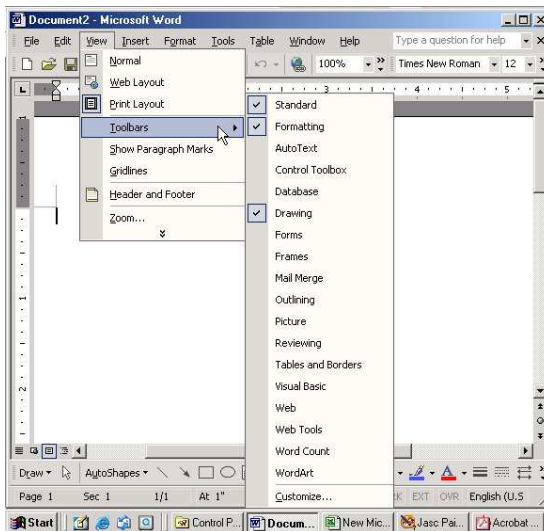 Document2 - Microsoft Word
File Edit View Insert Format Tools Table Window Help Type a question for help
100% Times New Roman 12
Normal
Web Layout
Print Layout
Toolbars
Show Paragraph Marks
Gridlines
Header and Footer
Zoom...
3 4 5
Standard
Formatting
AutoText
Control Toolbox
Database
Drawing
Forms
Frames
Mail Merge
Outlining
Picture
Reviewing
Tables and Borders
Visual Basic
Web
Web Tools
Word Count
WordArt
Customize...
Draw AutoShapes
Page 1 Sec 1 1/1 At 1" EXT OVR English (U.S
Start Control P... Docum... New Mic... Jasc Pai... Acrobat ...